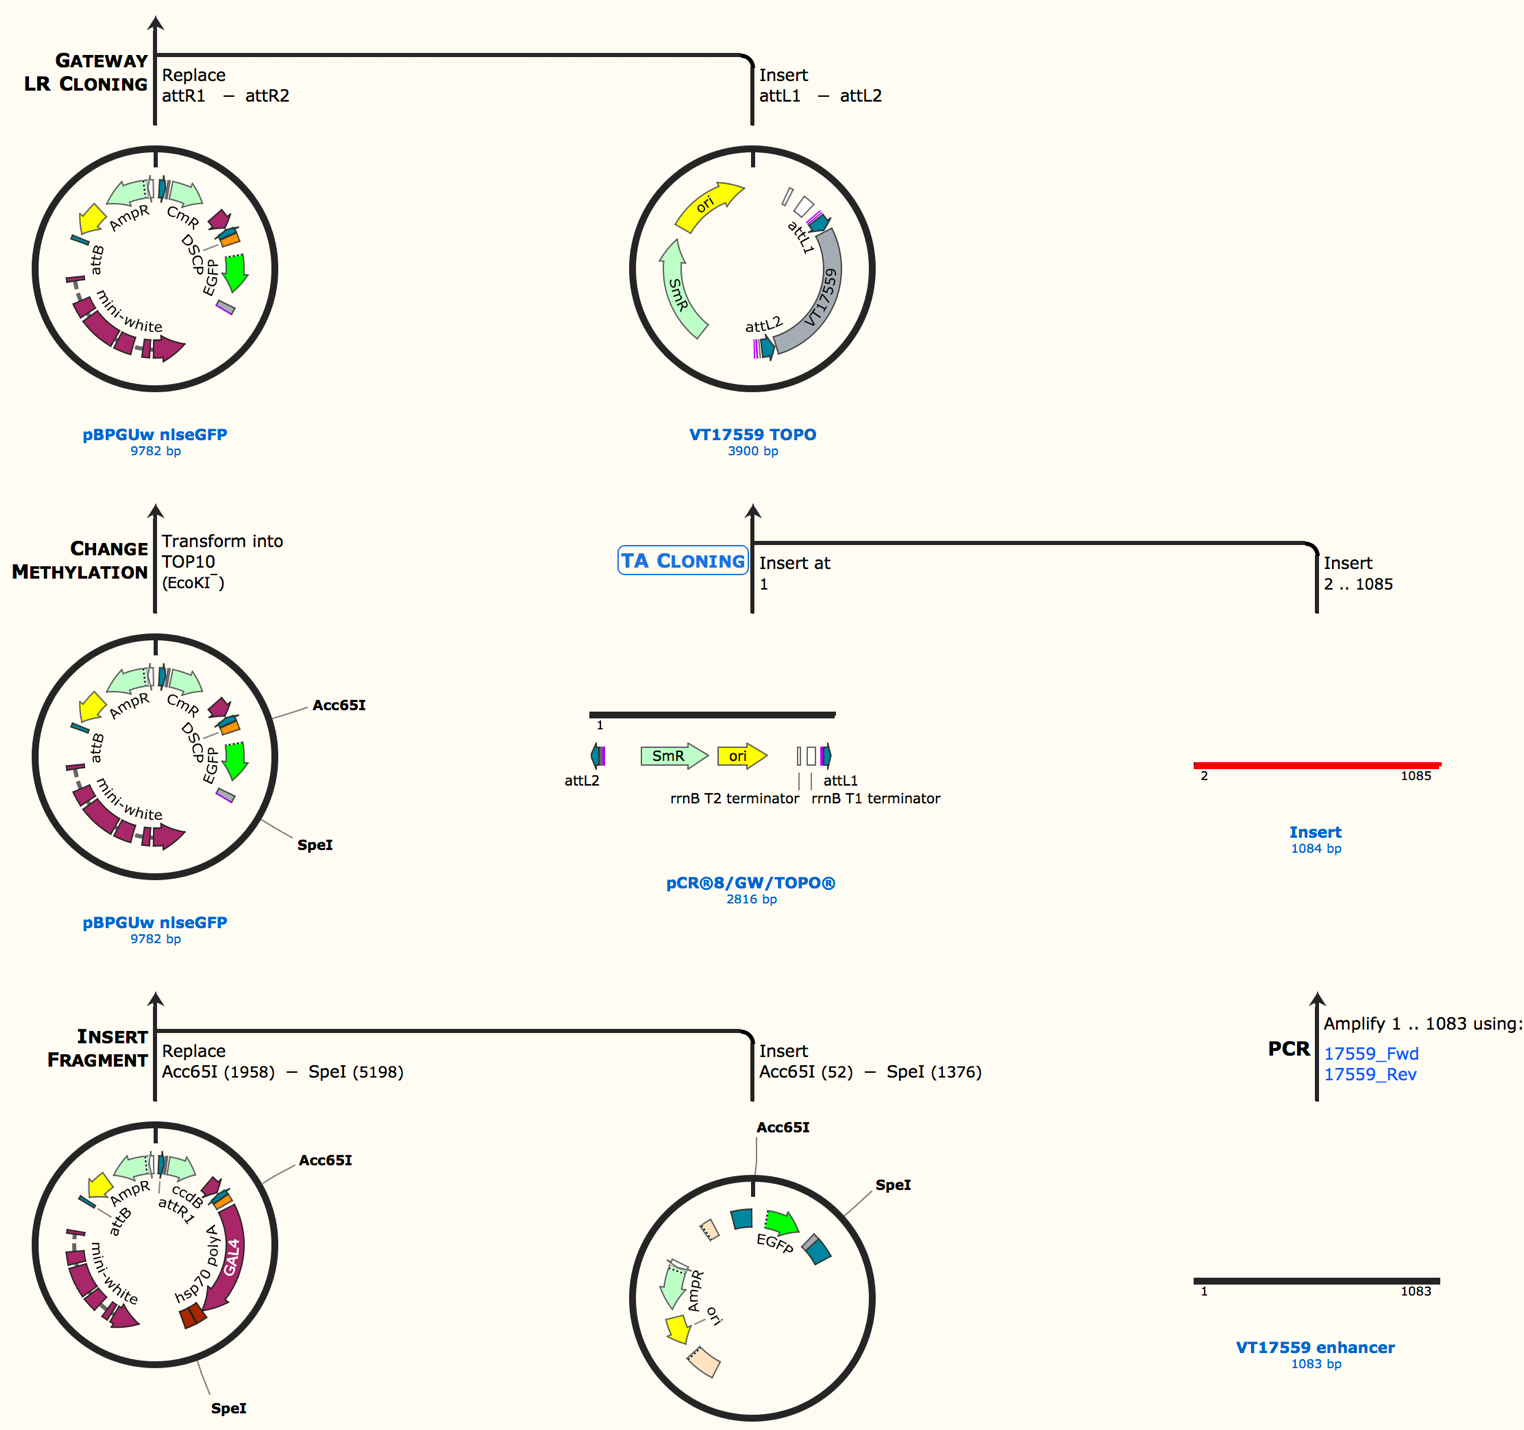 GATEWAY
LR CLONING
Replace
attR1 – attR2
Insert
attL1 – attL2
AmpR
CmR
attB
DSCP
EGFP
mini-white
ori
attL1
SmR
VT17559
attL2
pBPGUw nlseGFP
9782 bp
VT17559 TOPO
3900 bp
CHANGE
METHYLATION
Transform into
TOP10
(EcoKI⁻)
TA CLONING
Insert at
1
Insert
2 .. 1085
AmpR
CmR
Acc65I
attB
DSCP
EGFP
mini-white
SpeI
1
SmR
ori
attL2
attL1
rrnB T2 terminator
rrnB T1 terminator
2
1085
Insert
1084 bp
pCR®8/GW/TOPO®
2816 bp
pBPGUw nlseGFP
9782 bp
INSERT
FRAGMENT
Replace
Acc65I (1958) – SpeI (5198)
Insert
Acc65I (52) – SpeI (1376)
PCR
Amplify 1 .. 1083 using:
17559_Fwd
17559_Rev
Acc65I
AmpR
ccdB
attR1
attB
mini-white
GAL4
hsp70 polyA
SpeI
Acc65I
SpeI
EGFP
AmpR
ori
1
1083
VT17559 enhancer
1083 bp